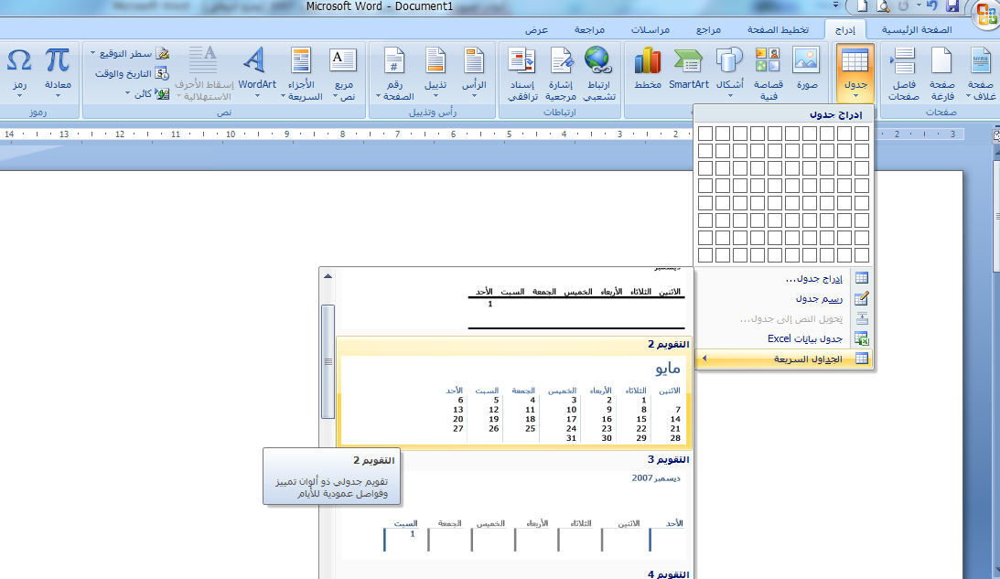 Microsoft Word - Document1
الصفحة الرئيسية
إدراج
تخطيط الصفحة
مراجع
مراسلات
مراجعة
عرض
صفحة غلاف
صفحة فارغة
فاصل صفحات
صفحات
جدول
صورة
قصاصة فنية
أشكال
SmartArt
مخطط
ارتباط تشعبي
إشارة مرجعية
إسناد ترافقي
ارتباطات
الرأس
تذييل
رقم الصفحة
رأس وتذييل
مربع نص
الأجزاء السريعة
WordArt
إسقاط الأحرف الاستهلالية
سطر التوقيع
التاريخ والوقت
كائن
نص
معادلة
رمز
رموز
3 2 2 3 4 5 6 7 8 9 10 11 12 13 14
إدراج جدول
إدراج جدول...
رسم جدول
تحويل النص إلى جدول...
جدول بيانات Excel
الجداول السريعة
ديسمبر
الاثنين الثلاثاء الأربعاء الخميس الجمعة السبت الأحد
1
التقويم 2
مايو
الاثنين الثلاثاء الأربعاء الخميس الجمعة السبت الأحد
1 2 3 4 5 6
7 8 9 10 11 12 13
14 15 16 17 18 19 20
21 22 23 24 25 26 27
28 29 30 31
التقويم 2
تقويم جدولي ذو ألوان تمييز
وفواصل عمودية للأيام
التقويم 3
ديسمبر 2007
الأحد الاثنين الثلاثاء الأربعاء الخميس الجمعة السبت
1
التقويم 4